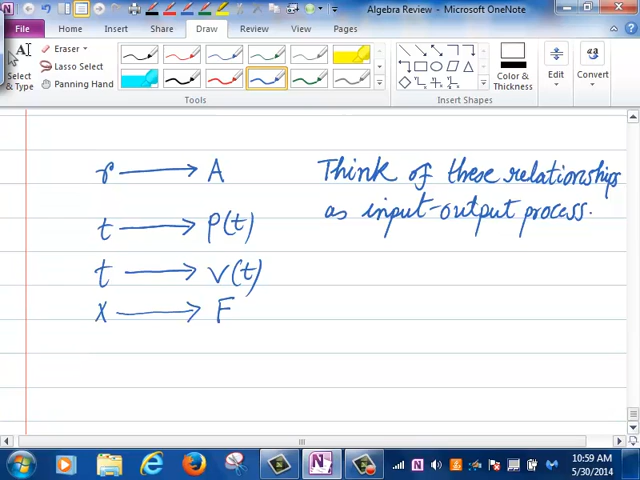 Algebra Review - OneNote
File Home Insert Share Draw Review View Pages
Select & Type
Eraser
Lasso Select
Panning Hand
Tools
Insert Shapes
Color & Thickness
Edit
Convert
r → A
Think of these relationships
as input-output process.
t → P(t)
t → v(t)
x → F
10:59 AM
5/30/2014